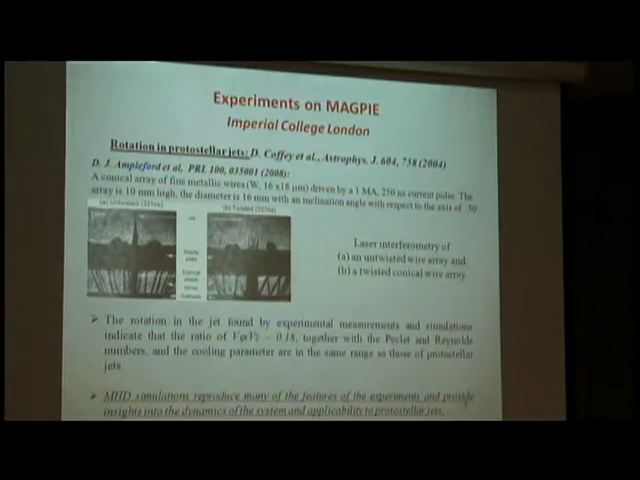 Experiments on MAGPIE
Imperial College London
Rotation in protostellar jets: D. Coffey et al., Astrophys. J. 604, 758 (2004)
D. J. Ampleford et al, PRL 100, 035001 (2008):
A conical array of fine metallic wires (W, 16 x18 μm) driven by a 1 MA, 250 ns current pulse. The
array is 10 mm high, the diameter is 16 mm with an inclination angle with respect to the axis of 30
(a) Untwisted (331ns)
(b) Twisted
Laser interferometry of
(a) an untwisted wire array and
(b) a twisted conical wire array
Conical
Cathode
➢ The rotation in the jet found by experimental measurements and simulations
indicate that the ratio of Vφ/Vz ~ 0.18, together with the Peclet and Reynolds
numbers, and the cooling parameter are in the same range as those of protostellar
jets.
➢ MHD simulations reproduce many of the features of the experiments and provide
insights into the dynamics of the system and applicability to protostellar jets.